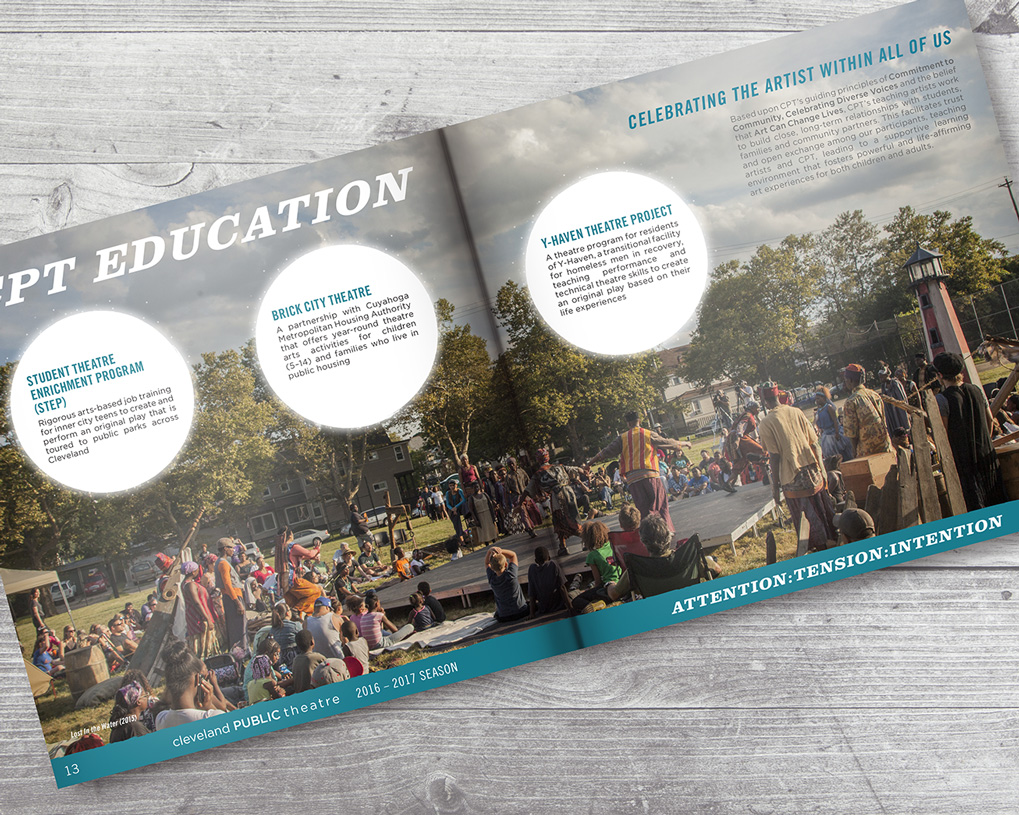 CPT EDUCATION
STUDENT THEATRE
ENRICHMENT PROGRAM
(STEP)
Rigorous arts-based job training
for inner city teens to create and
perform an original play that is
toured to public parks across
Cleveland
BRICK CITY THEATRE
A partnership with Cuyahoga
Metropolitan Housing Authority
that offers year-round theatre
arts activities for children
(5–14) and families who live in
public housing
Y-HAVEN THEATRE PROJECT
A theatre program for residents
of Y-Haven, a transitional facility
for homeless men in recovery,
teaching performance and
technical theatre skills to create
an original play based on their
life experiences
CELEBRATING THE ARTIST WITHIN ALL OF US
Based upon CPT's guiding principles of Commitment to
Community, Celebrating Diverse Voices and the belief
that Art Can Change Lives, CPT's teaching artists work
to build close, long-term relationships with students,
families and community partners. This facilitates trust
and open exchange among our participants, teaching
artists and CPT, leading to a supportive learning
environment that fosters powerful and life-affirming
art experiences for both children and adults.
Lost in the Water (2015)
13
cleveland PUBLIC theatre 2016 – 2017 SEASON
ATTENTION:TENSION:INTENTION